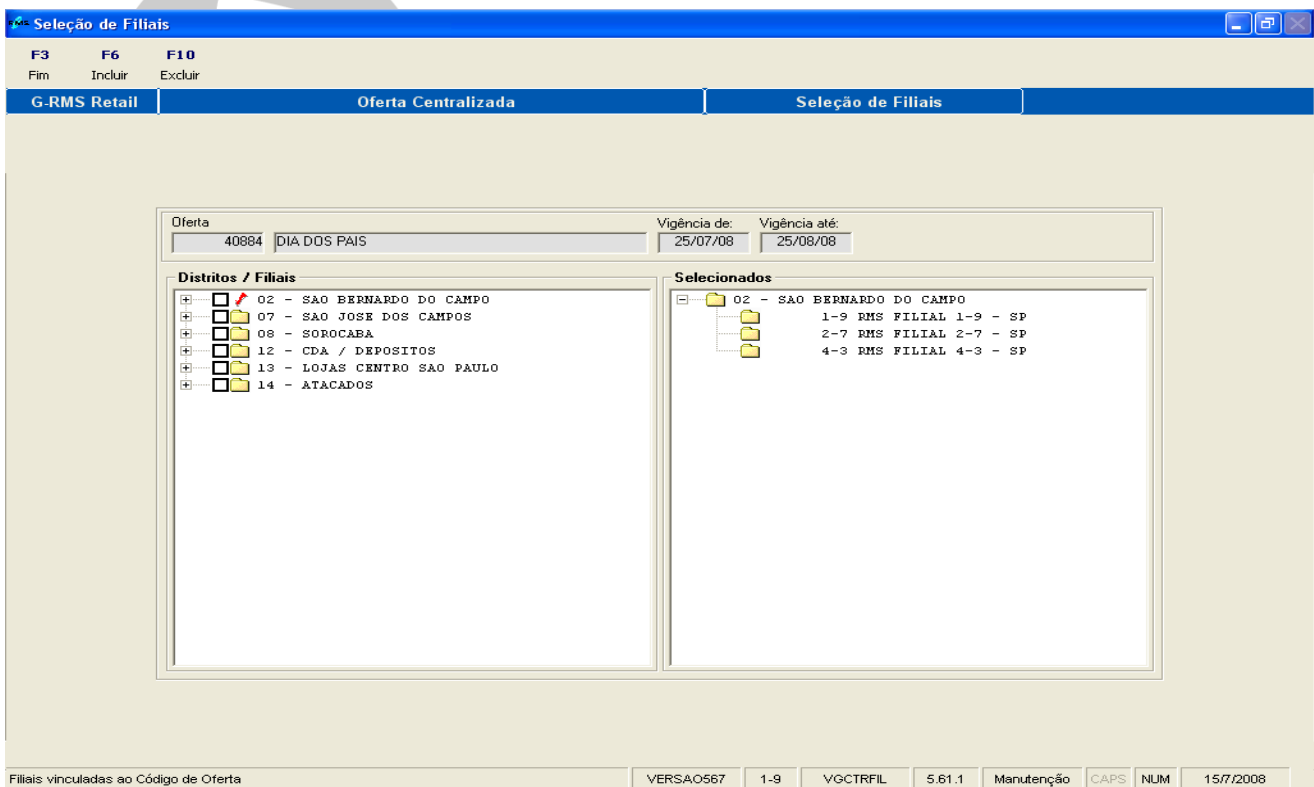 RMS Seleção de Filiais
F3 F6 F10
Fim Incluir Excluir
G-RMS Retail Oferta Centralizada Seleção de Filiais
Oferta Vigência de: Vigência até:
40884 DIA DOS PAIS 25/07/08 25/08/08
Distritos / Filiais Selecionados
02 - SAO BERNARDO DO CAMPO 02 - SAO BERNARDO DO CAMPO
07 - SAO JOSE DOS CAMPOS 1-9 RMS FILIAL 1-9 - SP
08 - SOROCABA 2-7 RMS FILIAL 2-7 - SP
12 - CDA / DEPOSITOS 4-3 RMS FILIAL 4-3 - SP
13 - LOJAS CENTRO SAO PAULO
14 - ATACADOS
Filiais vinculadas ao Código de Oferta VERSAO567 1-9 VGCTRFIL 5.61.1 Manutenção CAPS NUM 15/7/2008